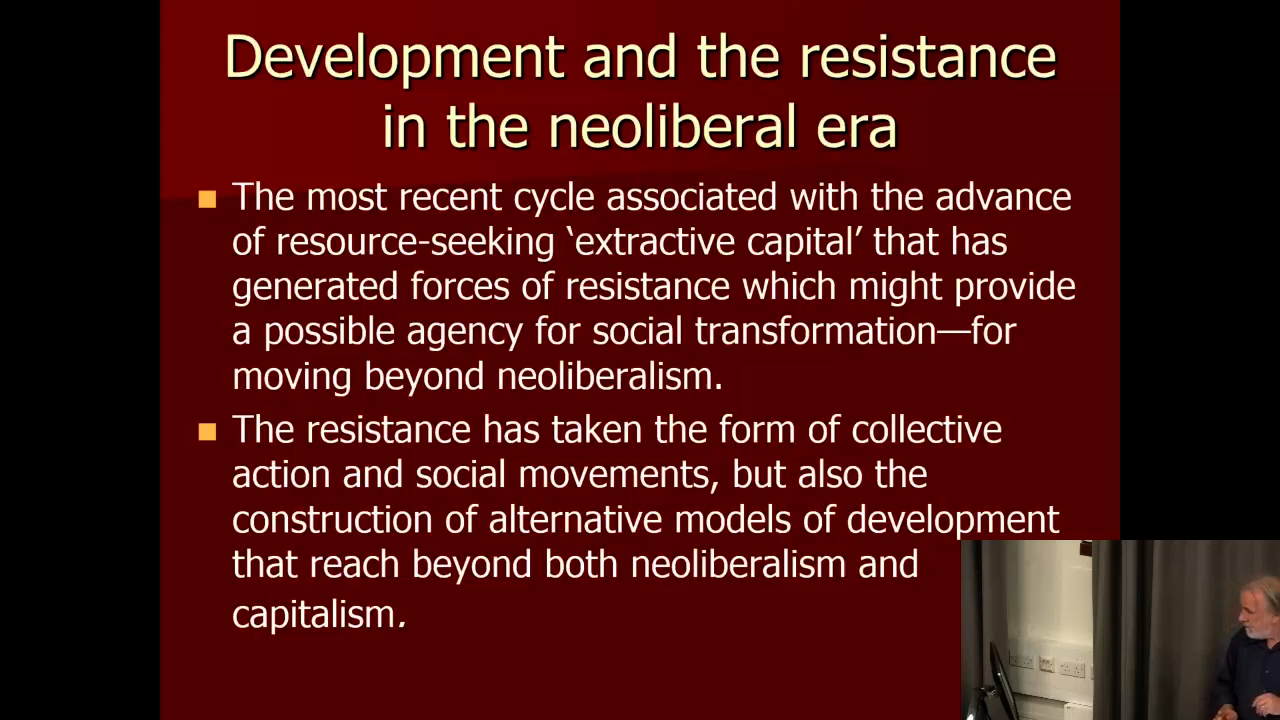 Development and the resistance
in the neoliberal era
The most recent cycle associated with the advance
of resource-seeking ‘extractive capital’ that has
generated forces of resistance which might provide
a possible agency for social transformation—for
moving beyond neoliberalism.
The resistance has taken the form of collective
action and social movements, but also the
construction of alternative models of development
that reach beyond both neoliberalism and
capitalism.